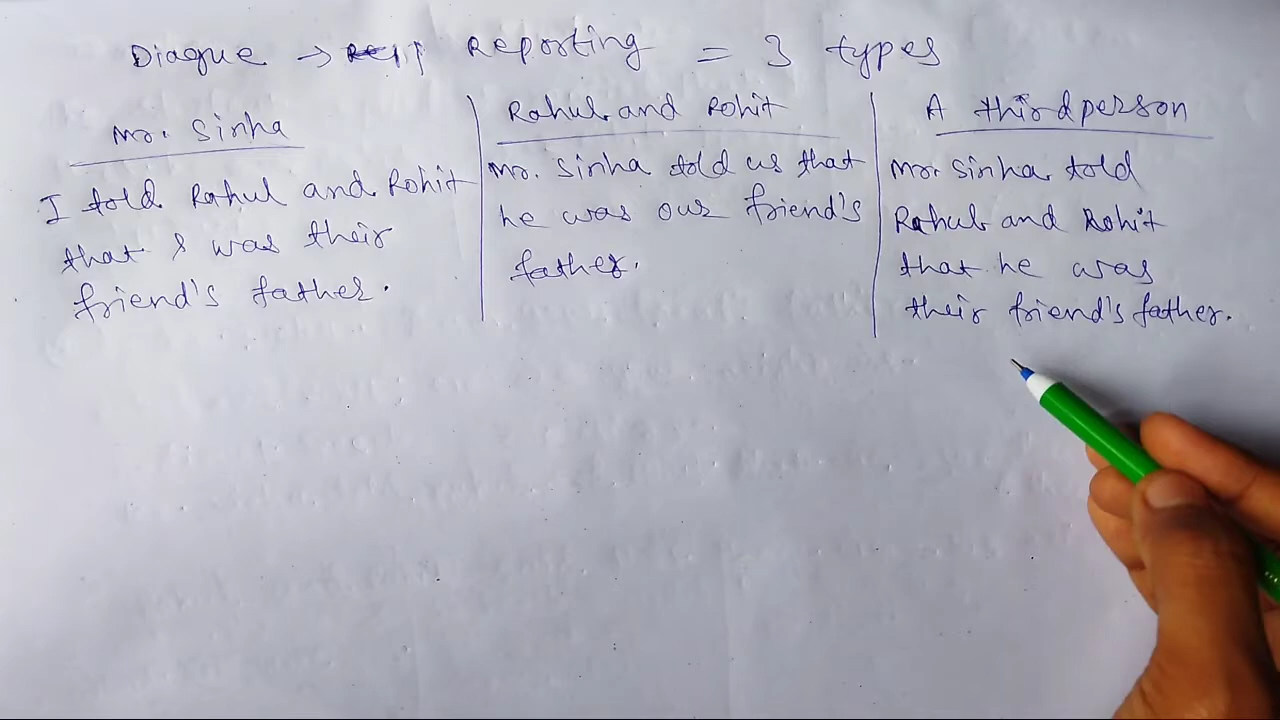 Diaque → Reporting = 3 types
Mr. Sinha
I told Rahul and Rohit
that I was their
friend's father.
Rahul and Rohit
Mr. Sinha told us that
he was our friend's
father.
A third person
Mr. Sinha told
Rahul and Rohit
that he was
their friend's father.